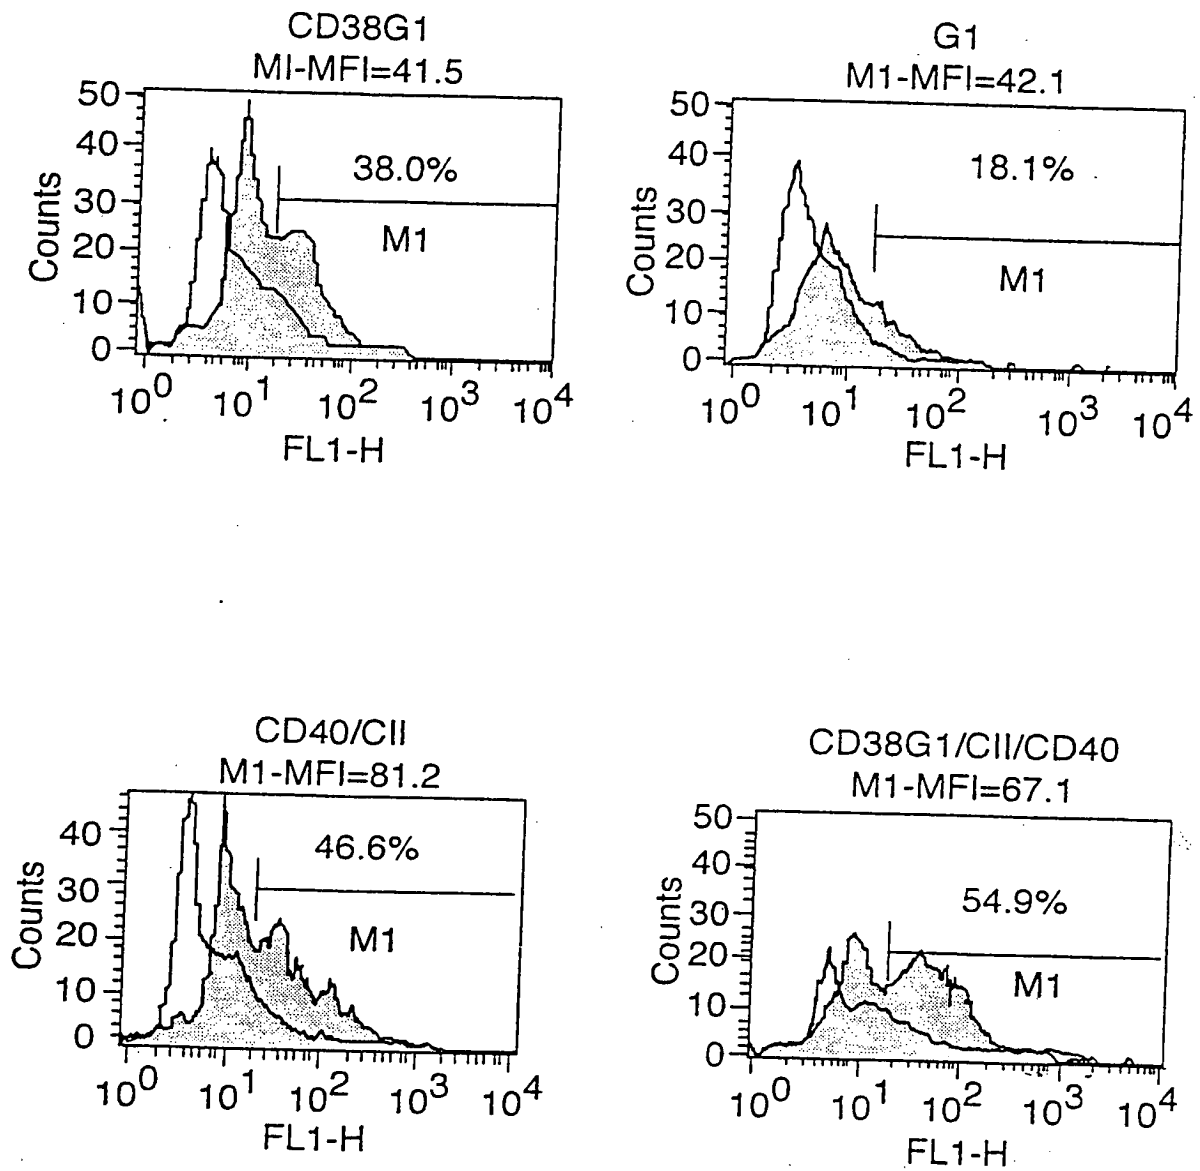 CD38G1
MI-MFI=41.5
50
40
30
20
10
0
Counts
38.0%
M1
10^0 10^1 10^2 10^3 10^4
FL1-H
G1
M1-MFI=42.1
50
40
30
20
10
0
Counts
18.1%
M1
10^0 10^1 10^2 10^3 10^4
FL1-H
CD40/CII
M1-MFI=81.2
40
30
20
10
0
Counts
46.6%
M1
10^0 10^1 10^2 10^3 10^4
FL1-H
CD38G1/CII/CD40
M1-MFI=67.1
50
40
30
20
10
0
Counts
54.9%
M1
10^0 10^1 10^2 10^3 10^4
FL1-H